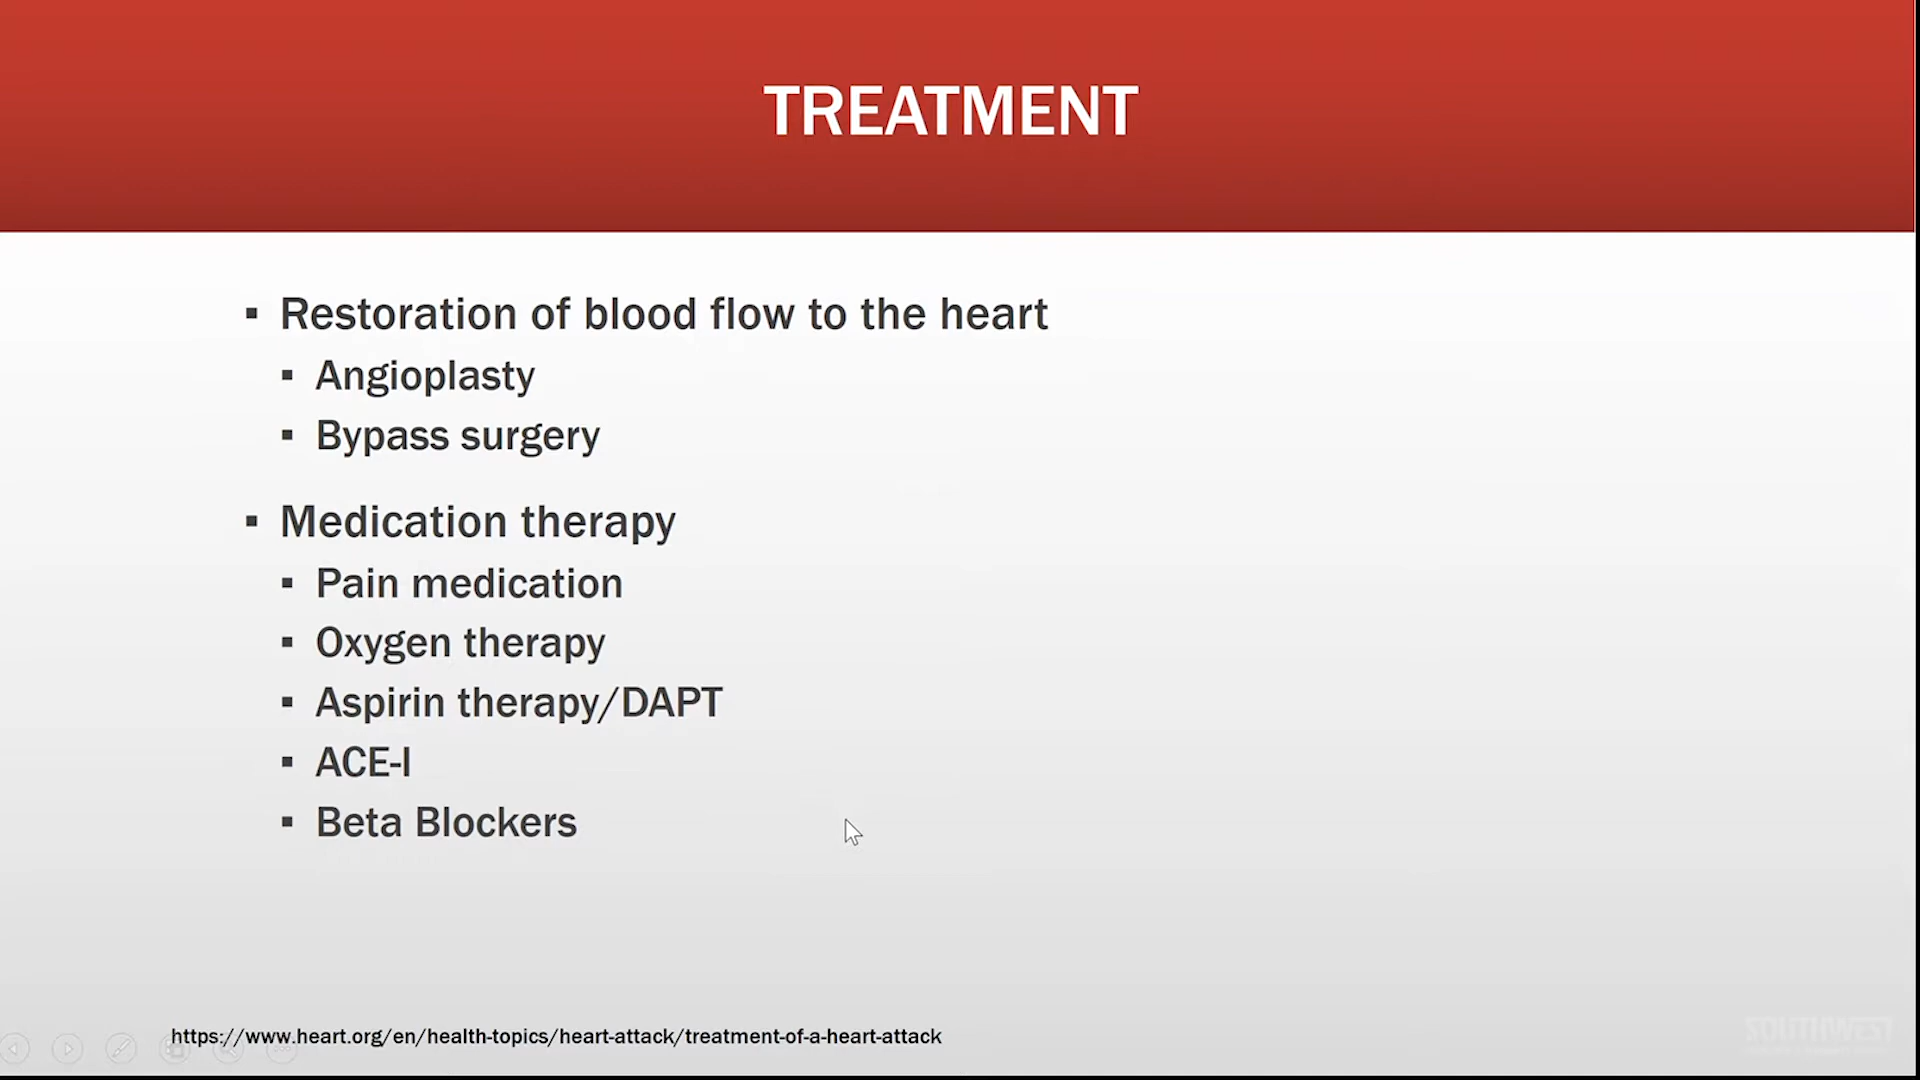 TREATMENT
▪ Restoration of blood flow to the heart
▪ Angioplasty
▪ Bypass surgery
▪ Medication therapy
▪ Pain medication
▪ Oxygen therapy
▪ Aspirin therapy/DAPT
▪ ACE-I
▪ Beta Blockers
https://www.heart.org/en/health-topics/heart-attack/treatment-of-a-heart-attack
SOUTHWEST